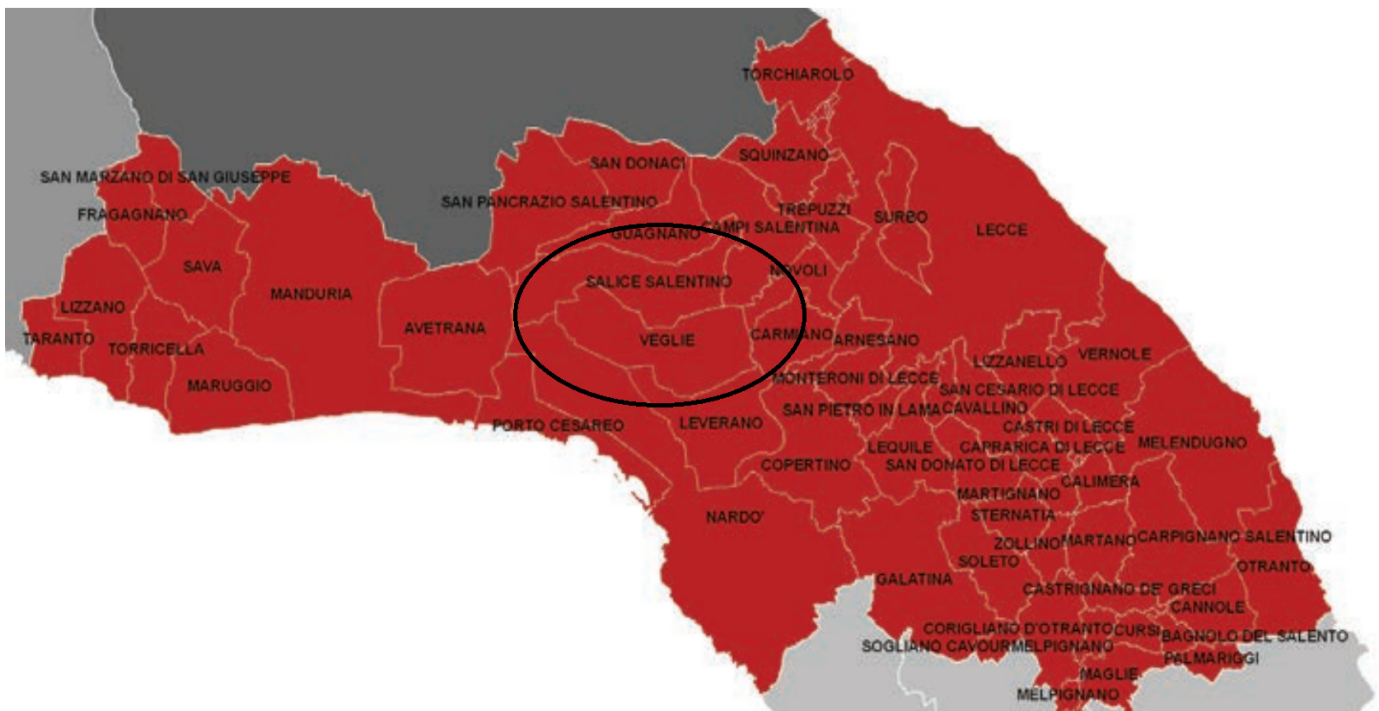 TORCHIAROLO
SQUINZANO
SAN DONACI
SAN MARZANO DI SAN GIUSEPPE
SAN PANCRAZIO SALENTINO
TREPUZZI
FRAGAGNANO
SURBO
CAMPI SALENTINA
LECCE
GUAGNANO
SAVA
NOVOLI
SALICE SALENTINO
MANDURIA
LIZZANO
AVETRANA
CARMIANO
TARANTO
VEGLIE
ARNESANO
TORRICELLA
VERNOLE
LIZZANELLO
MONTERONI DI LECCE
MARUGGIO
SAN CESARIO DI LECCE
SAN PIETRO IN LAMA
CAVALLINO
LEVERANO
PORTO CESAREO
CASTRI DI LECCE
MELENDUGNO
LEQUILE
CAPRARICA DI LECCE
COPERTINO
SAN DONATO DI LECCE
CALIMERA
MARTIGNANO
NARDO'
STERNATIA
ZOLLINO
MARTANO
CARPIGNANO SALENTINO
SOLETO
OTRANTO
GALATINA
CASTRIGNANO DE' GRECI
CANNOLE
CORIGLIANO D'OTRANTO
CURSI
BAGNOLO DEL SALENTO
SOGLIANO CAVOUR
MELPIGNANO
PALMARIGGI
MAGLIE
MELPIGNANO